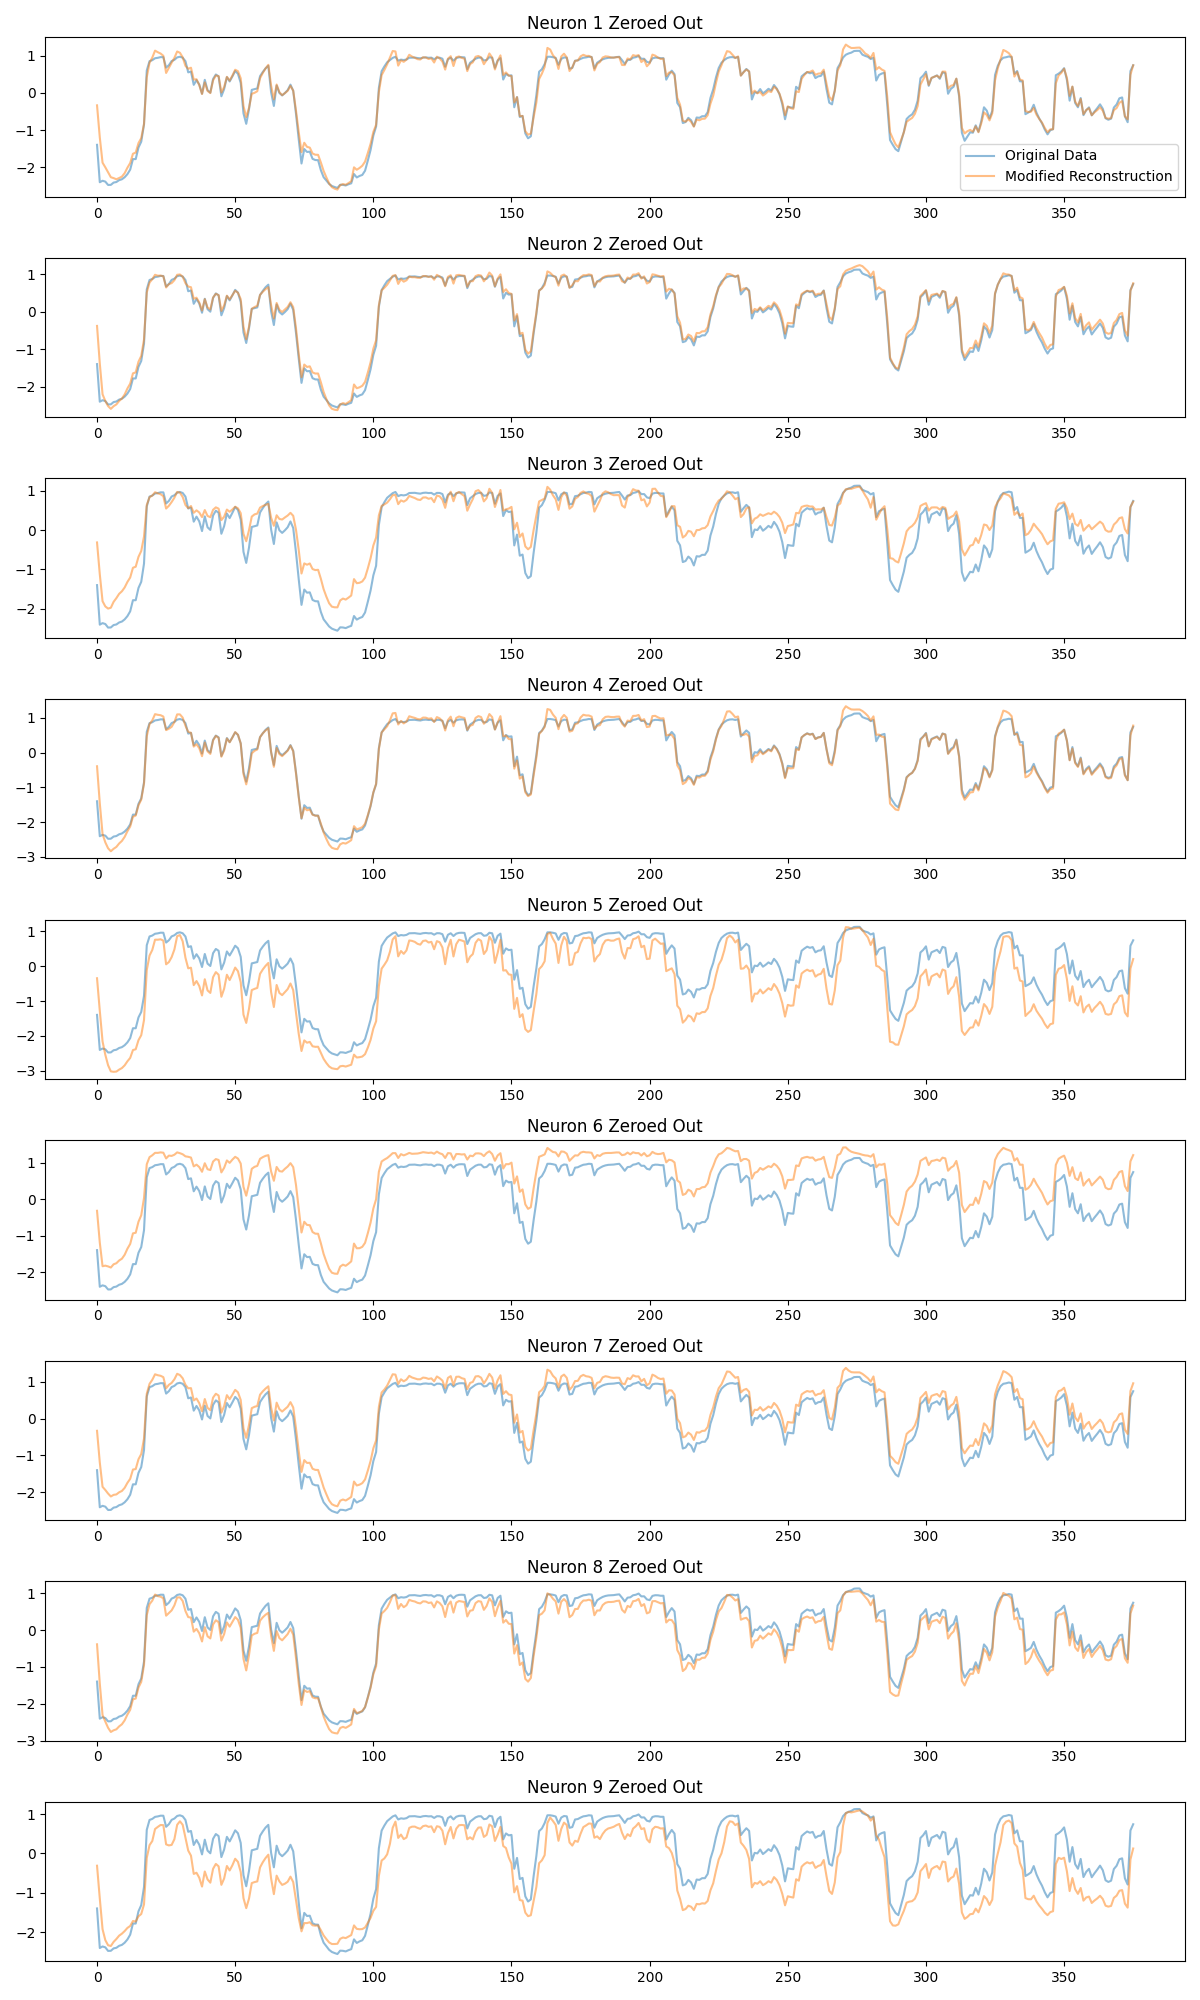 Neuron 1 Zeroed Out
1
0
−1
−2
Original Data
Modified Reconstruction
0 50 100 150 200 250 300 350
Neuron 2 Zeroed Out
1
0
−1
−2
0 50 100 150 200 250 300 350
Neuron 3 Zeroed Out
1
0
−1
−2
0 50 100 150 200 250 300 350
Neuron 4 Zeroed Out
1
0
−1
−2
−3
0 50 100 150 200 250 300 350
Neuron 5 Zeroed Out
1
0
−1
−2
−3
0 50 100 150 200 250 300 350
Neuron 6 Zeroed Out
1
0
−1
−2
0 50 100 150 200 250 300 350
Neuron 7 Zeroed Out
1
0
−1
−2
0 50 100 150 200 250 300 350
Neuron 8 Zeroed Out
1
0
−1
−2
−3
0 50 100 150 200 250 300 350
Neuron 9 Zeroed Out
1
0
−1
−2
0 50 100 150 200 250 300 350